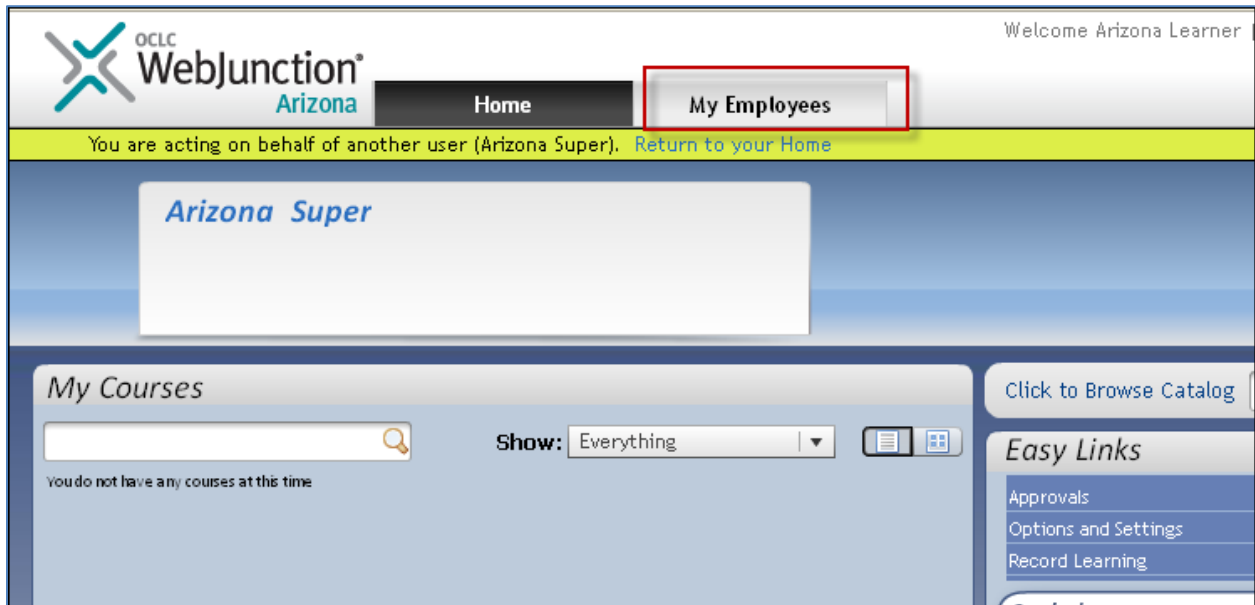 Welcome Arizona Learner
OCLC
WebJunction®
Arizona
Home
My Employees
You are acting on behalf of another user (Arizona Super). Return to your Home
Arizona Super
My Courses
Show: Everything
You do not have any courses at this time
Click to Browse Catalog
Easy Links
Approvals
Options and Settings
Record Learning